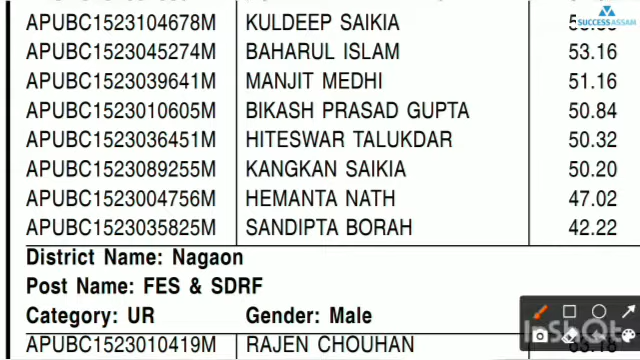 SUCCESS ASSAM
APUBC1523104678M KULDEEP SAIKIA
APUBC1523045274M BAHARUL ISLAM 53.16
APUBC1523039641M MANJIT MEDHI 51.16
APUBC1523010605M BIKASH PRASAD GUPTA 50.84
APUBC1523036451M HITESWAR TALUKDAR 50.32
APUBC1523089255M KANGKAN SAIKIA 50.20
APUBC1523004756M HEMANTA NATH 47.02
APUBC1523035825M SANDIPTA BORAH 42.22
District Name: Nagaon
Post Name: FES & SDRF
Category: UR Gender: Male
InShOt
APUBC1523010419M RAJEN CHOUHAN